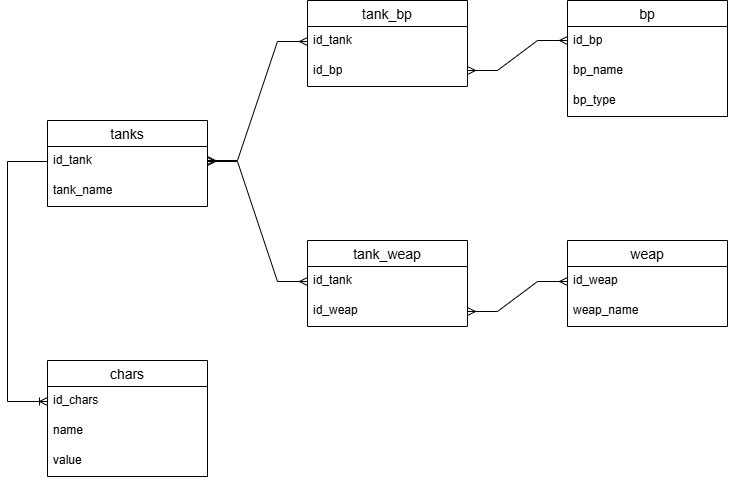 tank_bp
id_tank
id_bp
bp
id_bp
bp_name
bp_type
tanks
id_tank
tank_name
tank_weap
id_tank
id_weap
weap
id_weap
weap_name
chars
id_chars
name
value